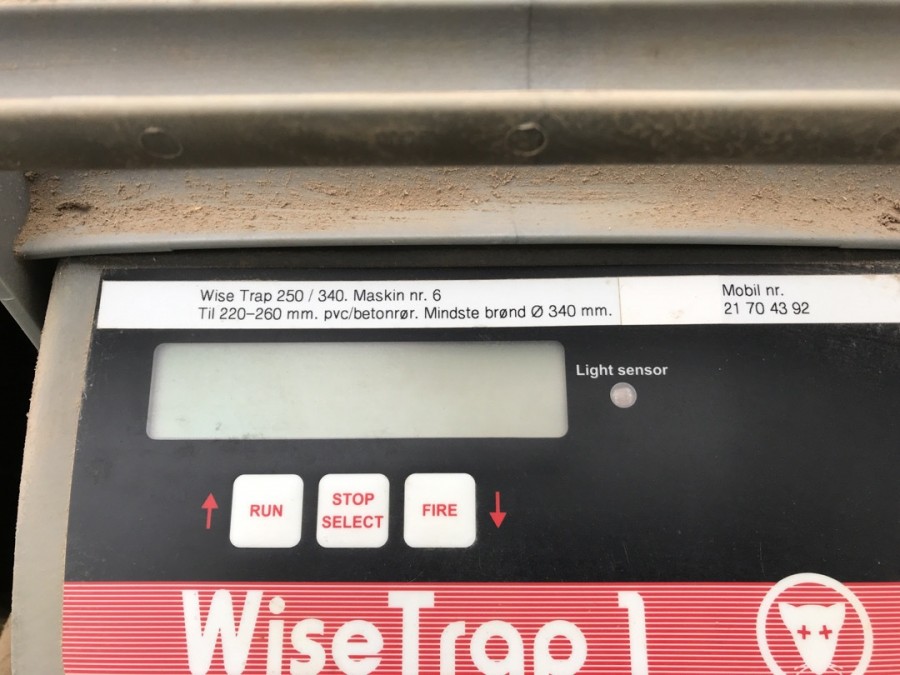 Wise Trap 250 / 340. Maskin nr. 6
Til 220-260 mm. pvc/betonrør. Mindste brønd Ø 340 mm.
Mobil nr.
21 70 43 92
Light sensor
RUN
STOP
SELECT
FIRE
WiseTrap 1